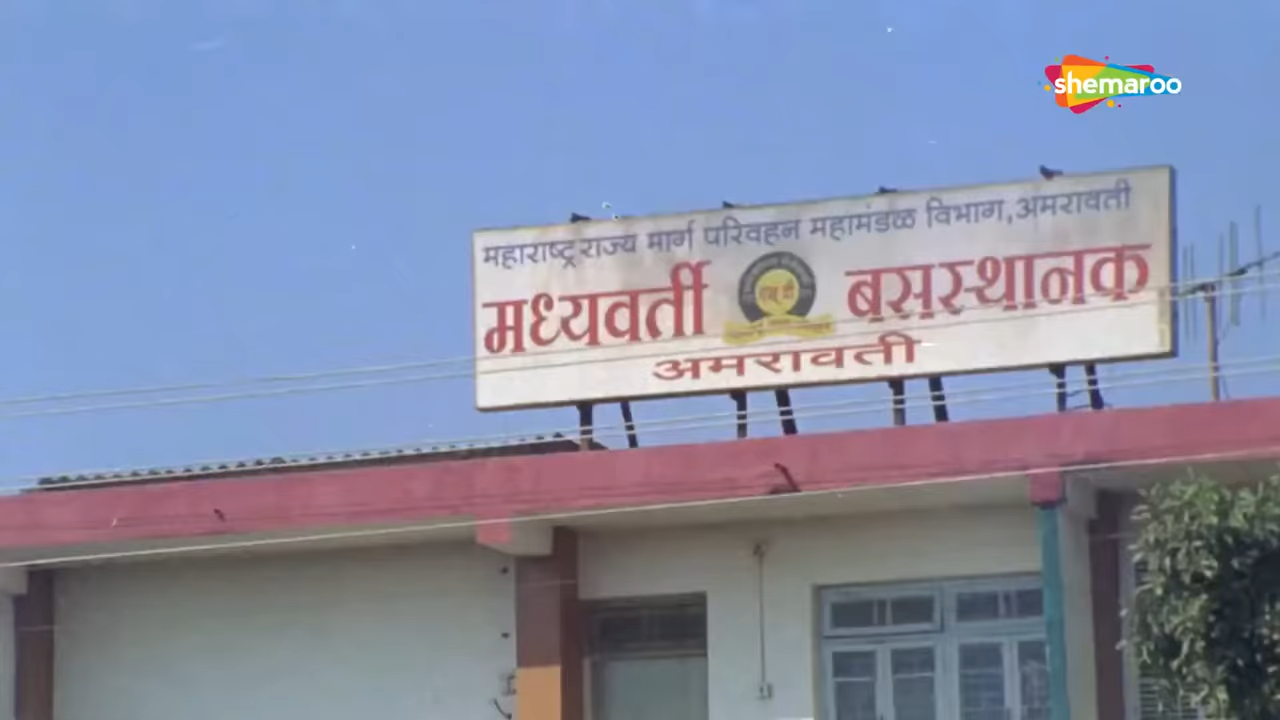 shemaroo
महाराष्ट्र राज्य मार्ग परिवहन महामंडळ विभाग, अमरावती
मध्यवर्ती बसस्थानक
अमरावती